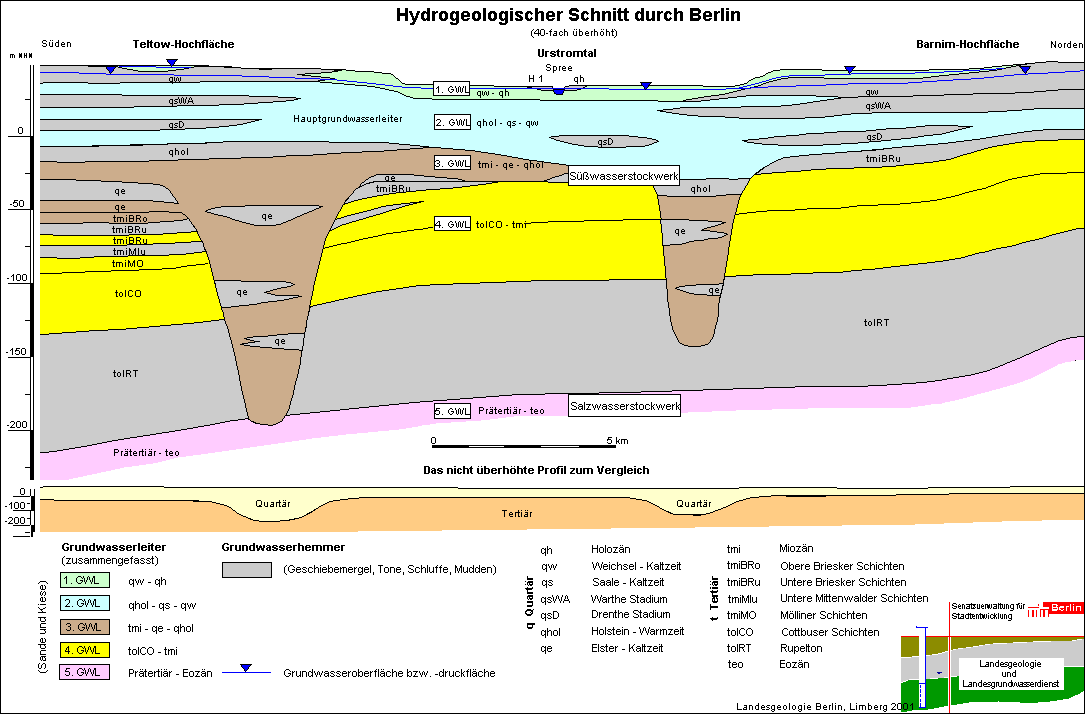 Hydrogeologischer Schnitt durch Berlin
(40-fach überhöht)
Süden
Teltow-Hochfläche
Urstromtal
Barnim-Hochfläche
Norden
m NHN
Spree
H 1
qh
qw
1. GWL
qw - qh
qw
qsWA
qsWA
Hauptgrundwasserleiter
2. GWL
qhol - qs - qw
qsD
0
qsD
qsD
qhol
3. GWL
tmi - qe - qhol
tmiBRu
Süßwasserstockwerk
qe
qe
tmiBRu
qhol
-50
qe
tmiBRo
qe
tmiBRu
4. GWL
tolCO - tmi
qe
tmiBRu
tmiMlu
tmiMO
-100
tolCO
qe
qe
tolRT
qe
-150
tolRT
5. GWL
Prätertiär - teo
Salzwasserstockwerk
-200
Prätertiär - teo
0
5 km
Das nicht überhöhte Profil zum Vergleich
0
-100
-200
Quartär
Quartär
Tertiär
Grundwasserleiter
(zusammengefasst)
(Sande und Kiese)
1. GWL
qw - qh
2. GWL
qhol - qs - qw
3. GWL
tmi - qe - qhol
4. GWL
tolCO - tmi
5. GWL
Prätertiär - Eozän
Grundwasserhemmer
(Geschiebemergel, Tone, Schluffe, Mudden)
Grundwasseroberfläche bzw. -druckfläche
q Quartär
qh Holozän
qw Weichsel - Kaltzeit
qs Saale - Kaltzeit
qsWA Warthe Stadium
qsD Drenthe Stadium
qhol Holstein - Warmzeit
qe Elster - Kaltzeit
t Tertiär
tmi Miozän
tmiBRo Obere Briesker Schichten
tmiBRu Untere Briesker Schichten
tmiMlu Untere Mittenwalder Schichten
tmiMO Mölliner Schichten
tolCO Cottbuser Schichten
tolRT Rupelton
teo Eozän
Senatsverwaltung für
Stadtentwicklung
Berlin
Landesgeologie
und
Landesgrundwasserdienst
Landesgeologie Berlin, Limberg 2001